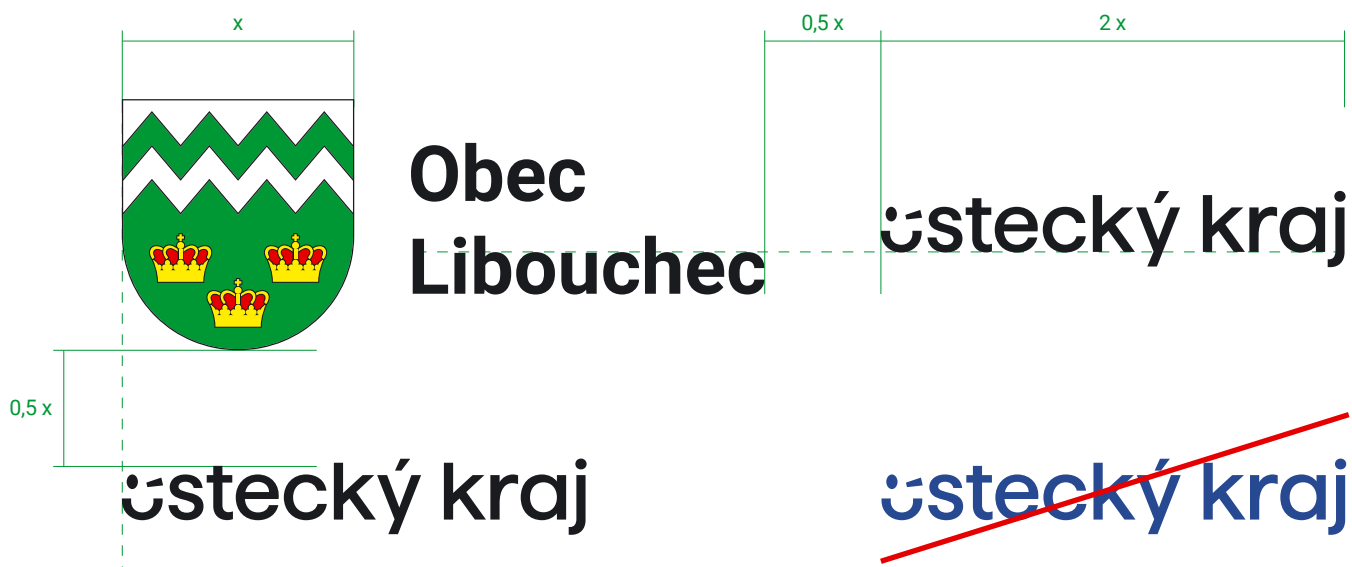 x
0,5 x
2 x
Obec
Libouchec
ústecký kraj
0,5 x
ústecký kraj
ústecký kraj